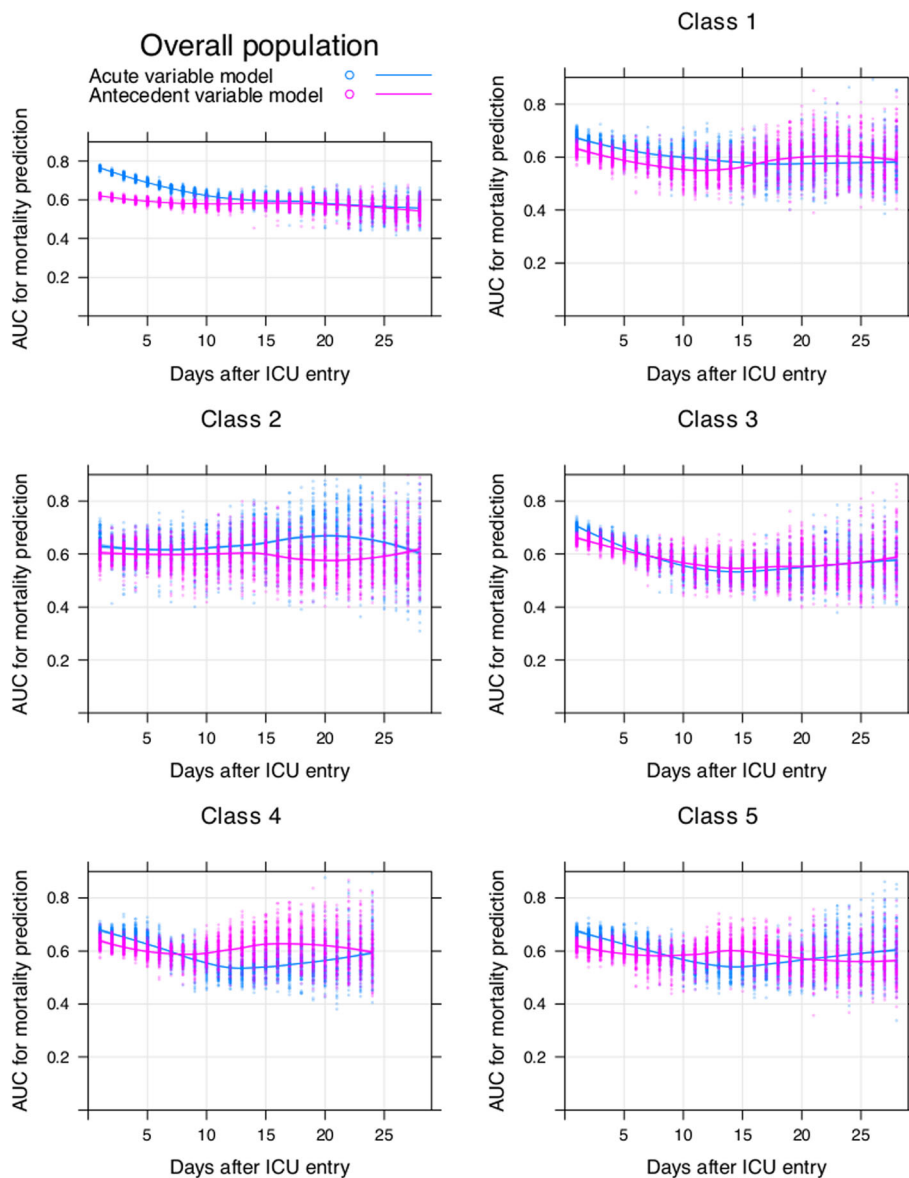 Overall population
Acute variable model
Antecedent variable model
AUC for mortality prediction
0.8
0.6
0.4
0.2
5 10 15 20 25
Days after ICU entry
Class 1
AUC for mortality prediction
0.8
0.6
0.4
0.2
5 10 15 20 25
Days after ICU entry
Class 2
AUC for mortality prediction
0.8
0.6
0.4
0.2
5 10 15 20 25
Days after ICU entry
Class 3
AUC for mortality prediction
0.8
0.6
0.4
0.2
5 10 15 20 25
Days after ICU entry
Class 4
AUC for mortality prediction
0.8
0.6
0.4
0.2
5 10 15 20 25
Days after ICU entry
Class 5
AUC for mortality prediction
0.8
0.6
0.4
0.2
5 10 15 20 25
Days after ICU entry